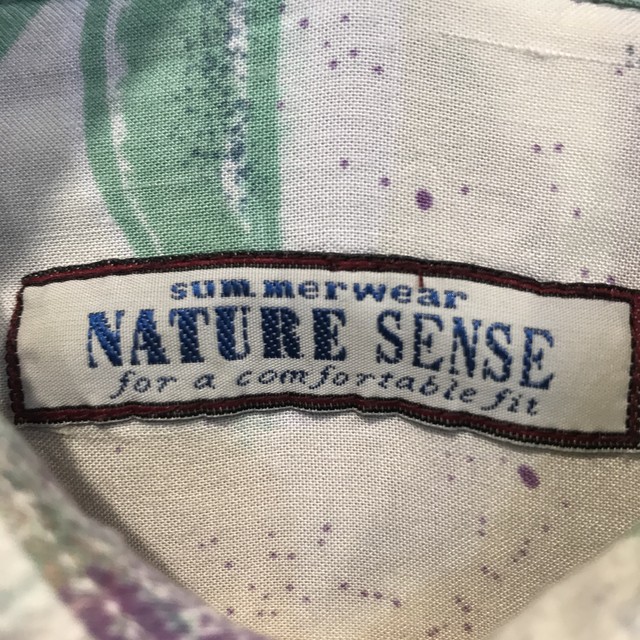 summerwear
NATURE SENSE
for a comfortable fit